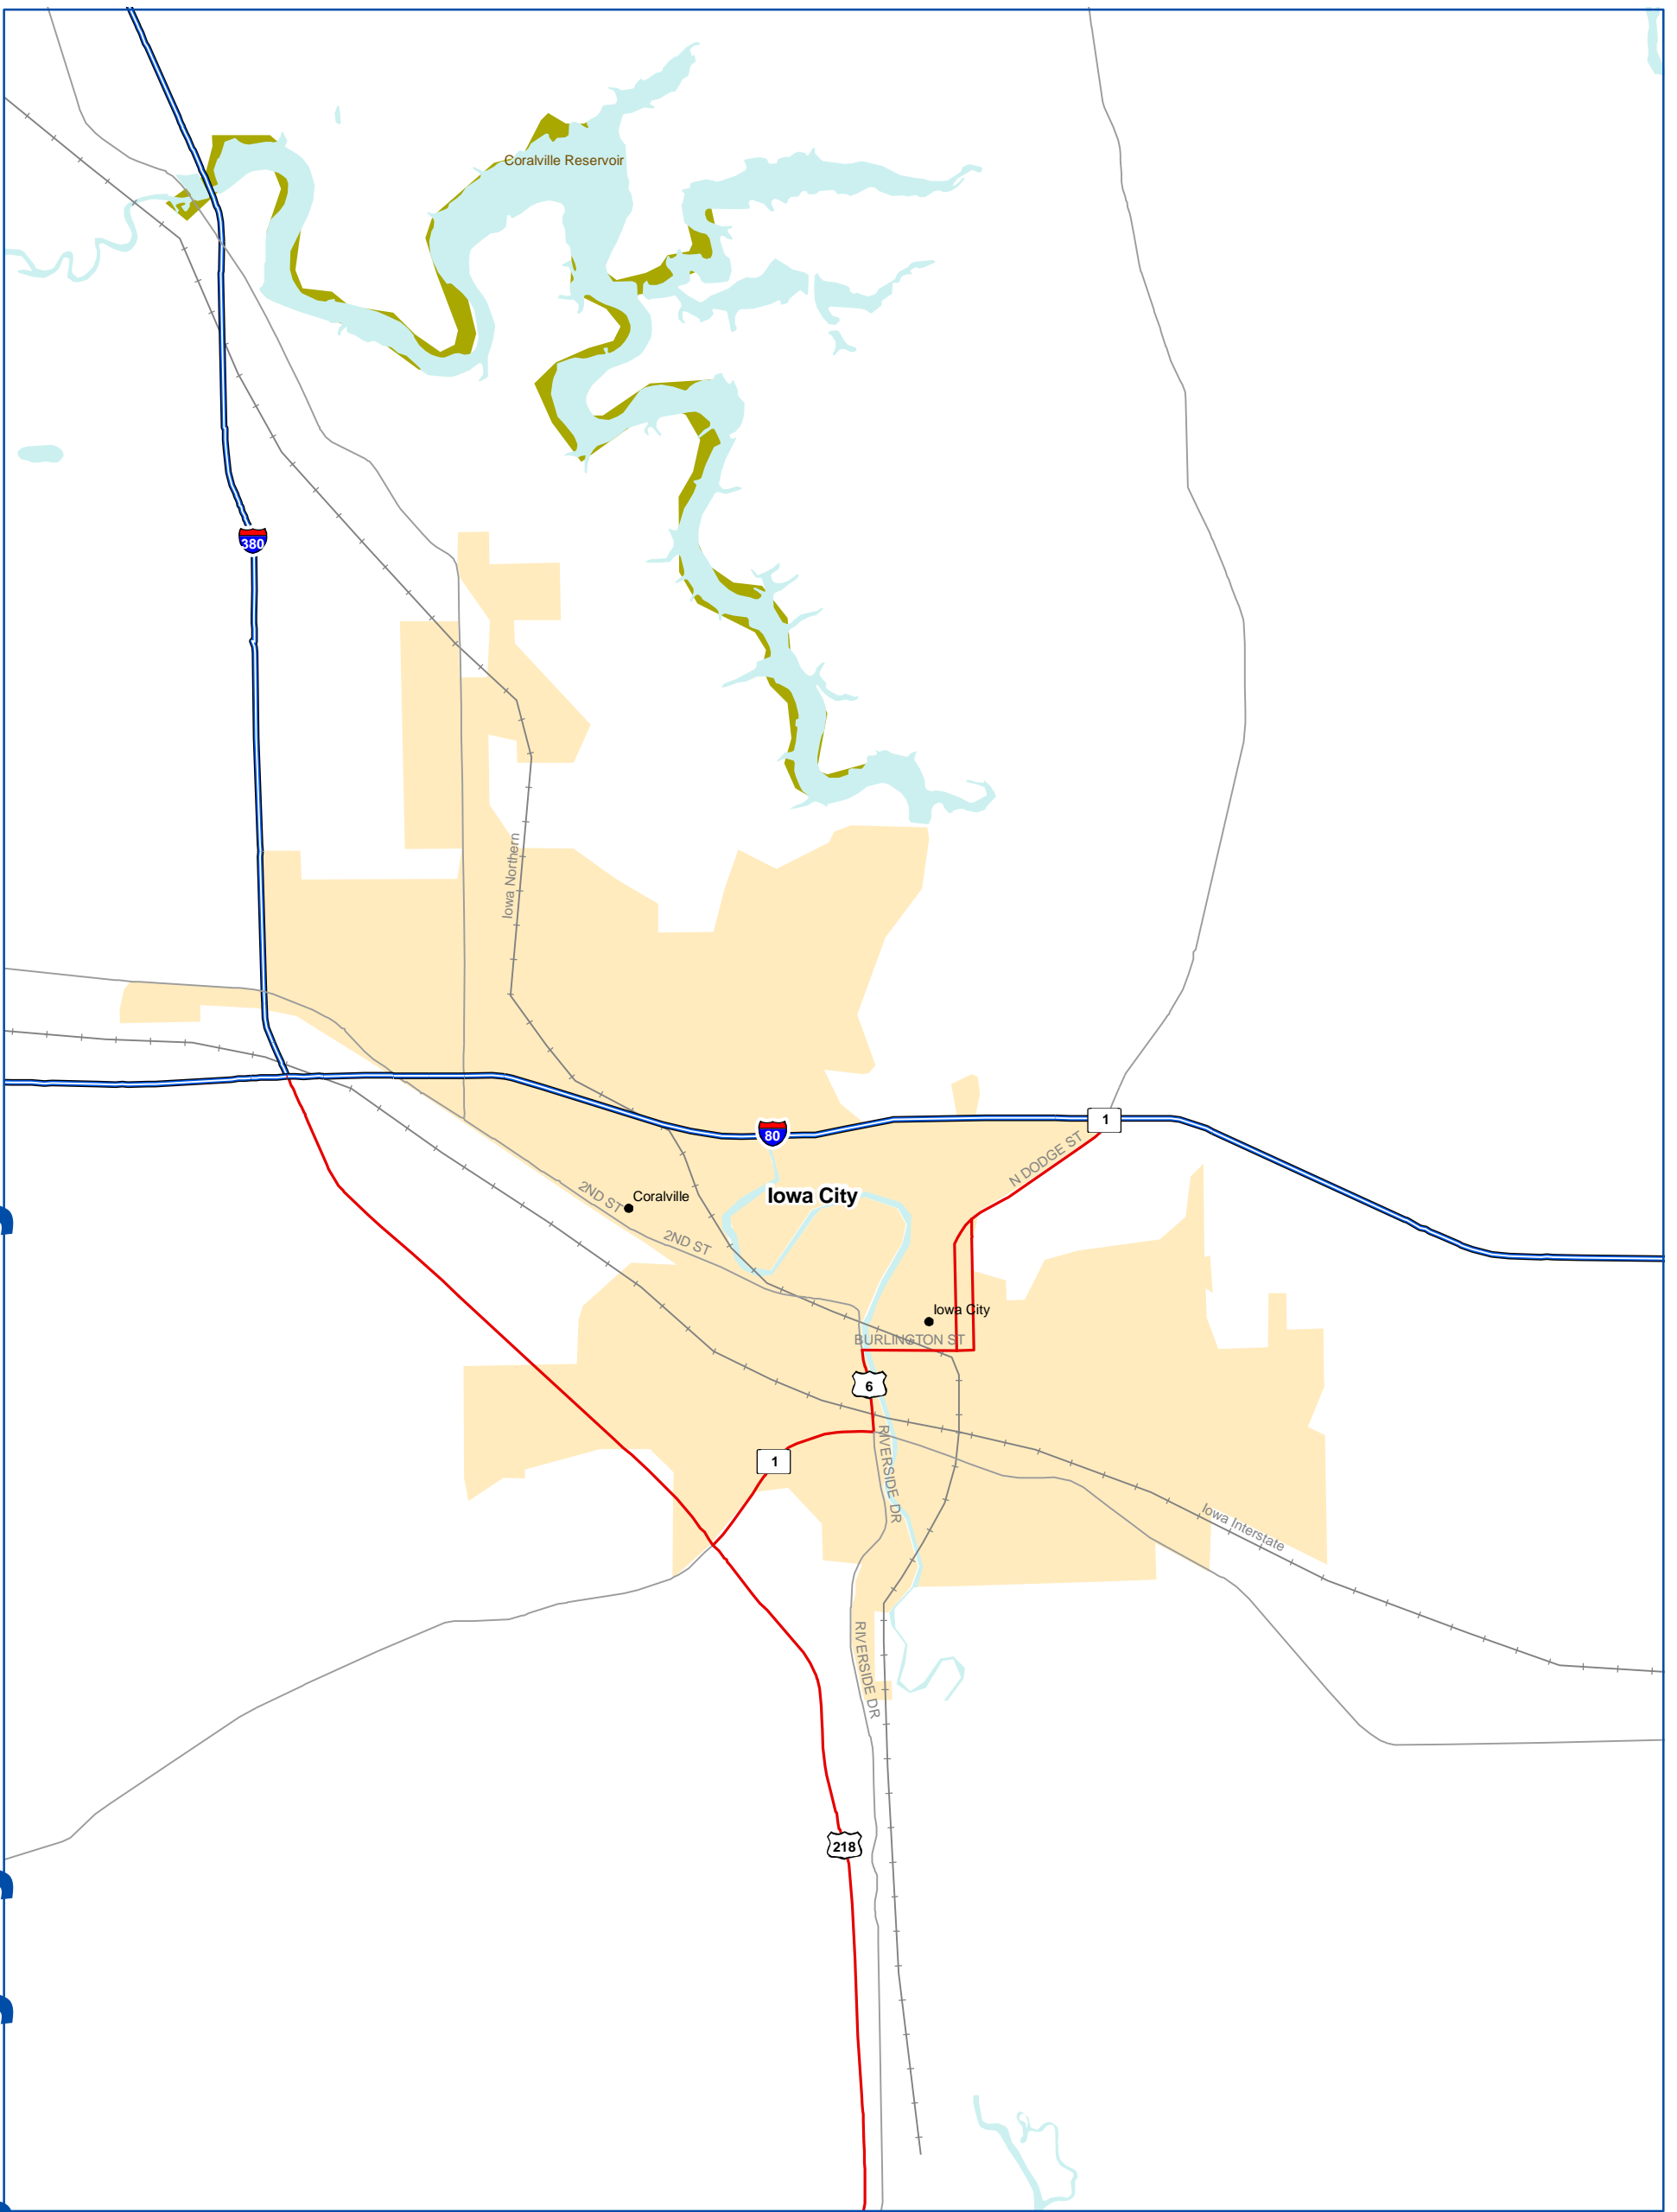 Coralville Reservoir
380
Iowa Northern
80
1
N DODGE ST
Iowa City
Coralville
2ND ST
2ND ST
Iowa City
BURLINGTON ST
6
RIVERSIDE DR
1
Iowa Interstate
RIVERSIDE DR
218